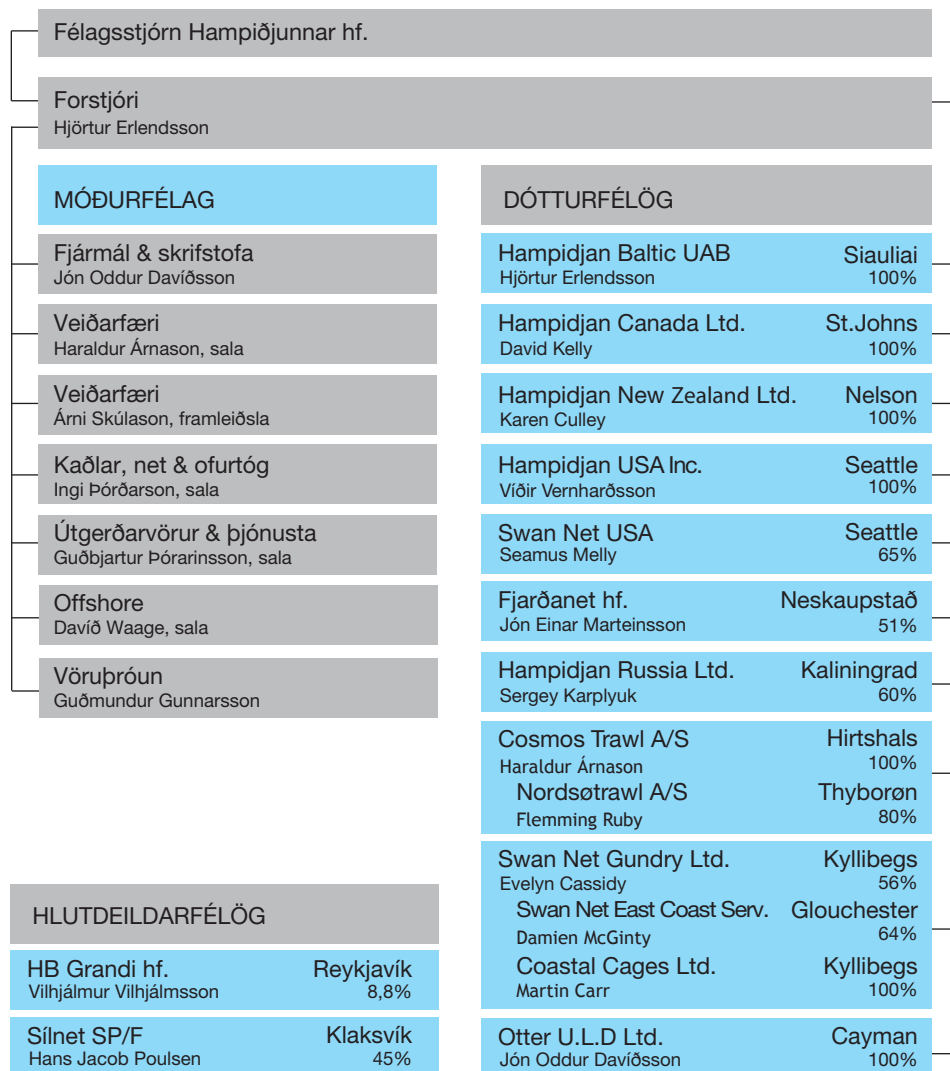 Félagsstjórn Hampiðjunnar hf.
Forstjóri
Hjörtur Erlendsson
MÓÐURFÉLAG
Fjármál & skrifstofa
Jón Oddur Davíðsson
Veiðarfæri
Haraldur Árnason, sala
Veiðarfæri
Árni Skúlason, framleiðsla
Kaðlar, net & ofurtóg
Ingi Þórðarson, sala
Útgerðarvörur & þjónusta
Guðbjartur Þórarinsson, sala
Offshore
Davíð Waage, sala
Vöruþróun
Guðmundur Gunnarsson
DÓTTURFÉLÖG
Hampidjan Baltic UAB Siauliai
Hjörtur Erlendsson 100%
Hampidjan Canada Ltd. St.Johns
David Kelly 100%
Hampidjan New Zealand Ltd. Nelson
Karen Culley 100%
Hampidjan USA Inc. Seattle
Víðir Vernharðsson 100%
Swan Net USA Seattle
Seamus Melly 65%
Fjarðanet hf. Neskaupstað
Jón Einar Marteinsson 51%
Hampidjan Russia Ltd. Kaliningrad
Sergey Karplyuk 60%
Cosmos Trawl A/S Hirtshals
Haraldur Árnason 100%
Nordsøtrawl A/S Thyborøn
Flemming Ruby 80%
Swan Net Gundry Ltd. Kyllibegs
Evelyn Cassidy 56%
Swan Net East Coast Serv. Glouchester
Damien McGinty 64%
Coastal Cages Ltd. Kyllibegs
Martin Carr 100%
Otter U.L.D Ltd. Cayman
Jón Oddur Davíðsson 100%
HLUTDEILDARFÉLÖG
HB Grandi hf. Reykjavík
Vilhjálmur Vilhjálmsson 8,8%
Sílnet SP/F Klaksvík
Hans Jacob Poulsen 45%